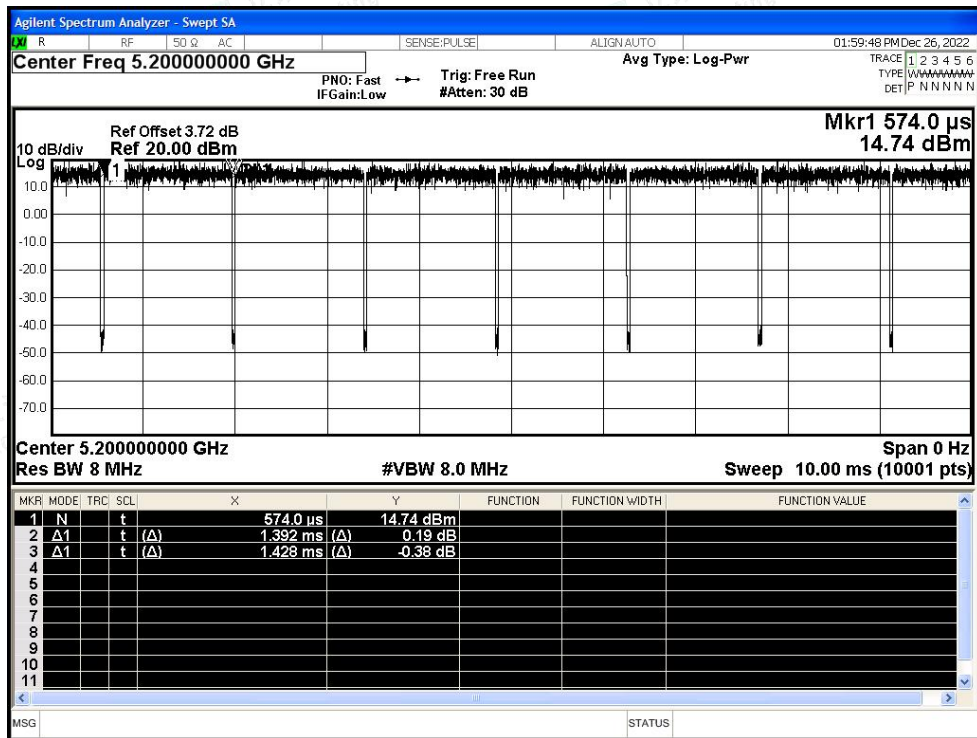 Agilent Spectrum Analyzer - Swept SA
LXI R RF 50 Ω AC SENSE:PULSE ALIGN AUTO 01:59:48 PM Dec 26, 2022
Center Freq 5.200000000 GHz
PNO: Fast
IFGain:Low
Trig: Free Run
#Atten: 30 dB
Avg Type: Log-Pwr
TRACE 1 2 3 4 5 6
TYPE WWWWWW
DET P N N N N N
Mkr1 574.0 µs
14.74 dBm
Ref Offset 3.72 dB
10 dB/div Ref 20.00 dBm
Log
1
10.0
0.00
-10.0
-20.0
-30.0
-40.0
-50.0
-60.0
-70.0
Center 5.200000000 GHz Span 0 Hz
Res BW 8 MHz #VBW 8.0 MHz Sweep 10.00 ms (10001 pts)
MKR MODE TRC SCL X Y FUNCTION FUNCTION WIDTH FUNCTION VALUE
1 N t 574.0 µs 14.74 dBm
2 Δ1 t (Δ) 1.392 ms (Δ) 0.19 dB
3 Δ1 t (Δ) 1.428 ms (Δ) -0.38 dB
4
5
6
7
8
9
10
11
MSG STATUS